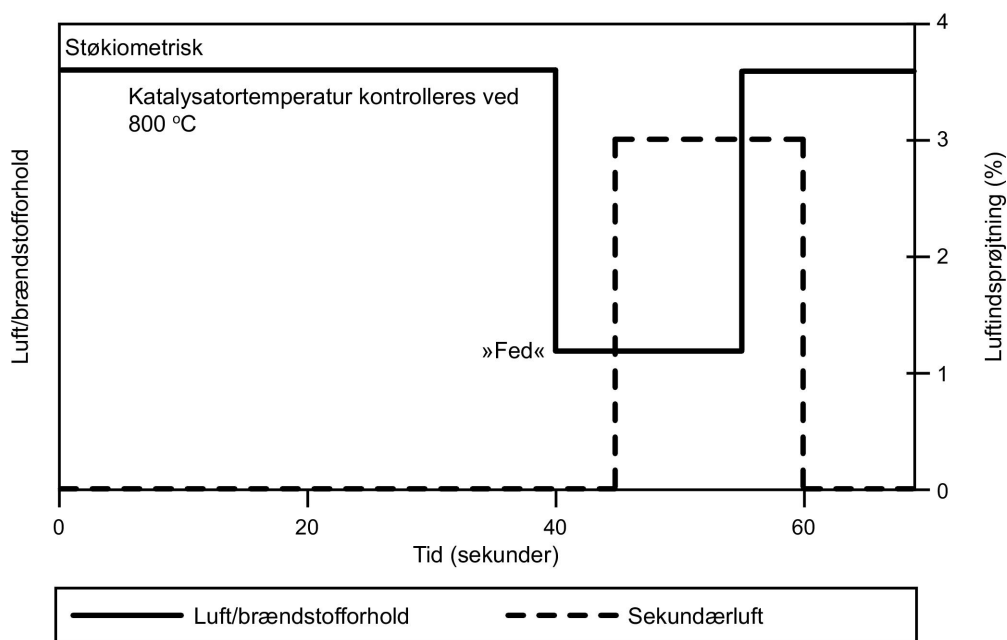 Støkiometrisk
Katalysatortemperatur kontrolleres ved
800 °C
»Fed«
Luft/brændstofforhold
Luftindsprøjtning (%)
4
3
2
1
0
0 20 40 60
Tid (sekunder)
Luft/brændstofforhold Sekundærluft